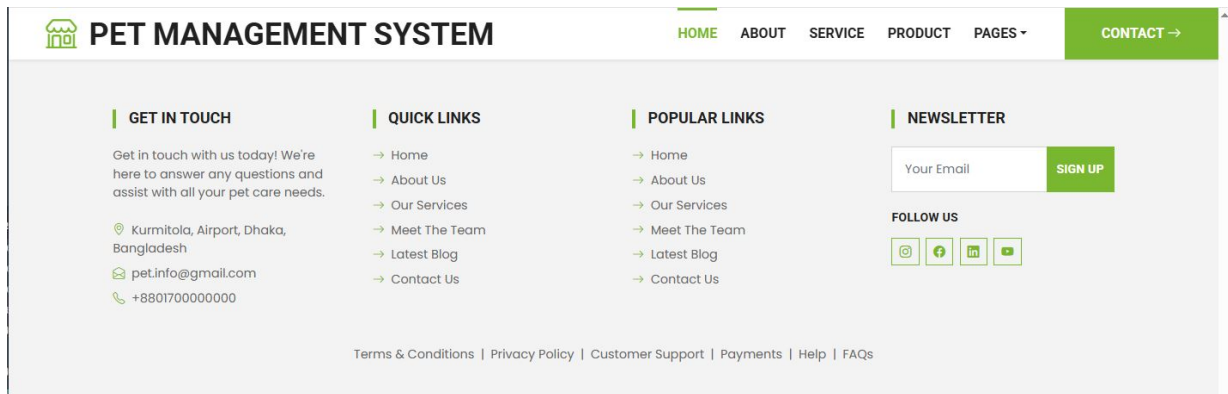 PET MANAGEMENT SYSTEM
HOME ABOUT SERVICE PRODUCT PAGES CONTACT →
GET IN TOUCH
Get in touch with us today! We're
here to answer any questions and
assist with all your pet care needs.
Kurmitola, Airport, Dhaka,
Bangladesh
pet.info@gmail.com
+8801700000000
QUICK LINKS
→ Home
→ About Us
→ Our Services
→ Meet The Team
→ Latest Blog
→ Contact Us
POPULAR LINKS
→ Home
→ About Us
→ Our Services
→ Meet The Team
→ Latest Blog
→ Contact Us
NEWSLETTER
Your Email SIGN UP
FOLLOW US
Terms & Conditions | Privacy Policy | Customer Support | Payments | Help | FAQs